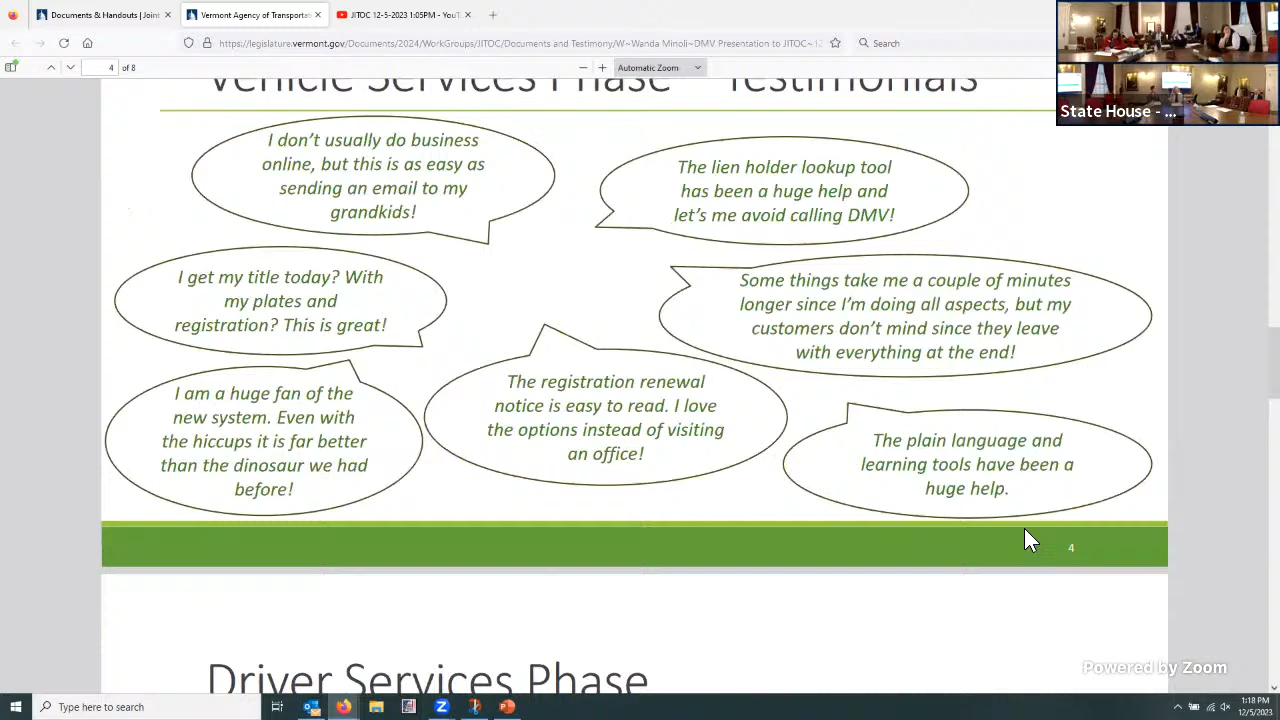 Documents & Handouts | Joint
Vermont Agency of Transportat
JITOC 12-5-2023 1:05PM - YouT
https://legislature.vermont.gov/Doc
Documents and Testimony/W~Wanda Minoli~DMV Presentation to JITOC~1
Search
4 of 8
Automatic Zoom
State House - ...
Vehicle Services Phase Testimonials
I don't usually do business
online, but this is as easy as
sending an email to my
grandkids!
The lien holder lookup tool
has been a huge help and
let's me avoid calling DMV!
I get my title today? With
my plates and
registration? This is great!
Some things take me a couple of minutes
longer since I'm doing all aspects, but my
customers don't mind since they leave
with everything at the end!
I am a huge fan of the
new system. Even with
the hiccups it is far better
than the dinosaur we had
before!
The registration renewal
notice is easy to read. I love
the options instead of visiting
an office!
The plain language and
learning tools have been a
huge help.
4
Driver Services Phase
Powered by Zoom
Type here to search
1:18 PM
12/5/2023